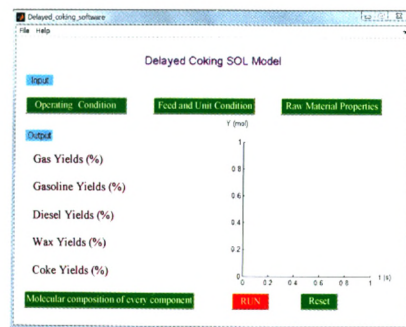 Delayed_coking_software
File Help
Delayed Coking SOL Model
Input
Operating Condition Feed and Unit Condition Raw Material Properties
Output
Y (mol)
Gas Yields (%)
Gasoline Yields (%)
Diesel Yields (%)
Wax Yields (%)
Coke Yields (%)
1
0.8
0.6
0.4
0.2
0
0 0.2 0.4 0.6 0.8 1 t (s)
Molecular composition of every component RUN Reset